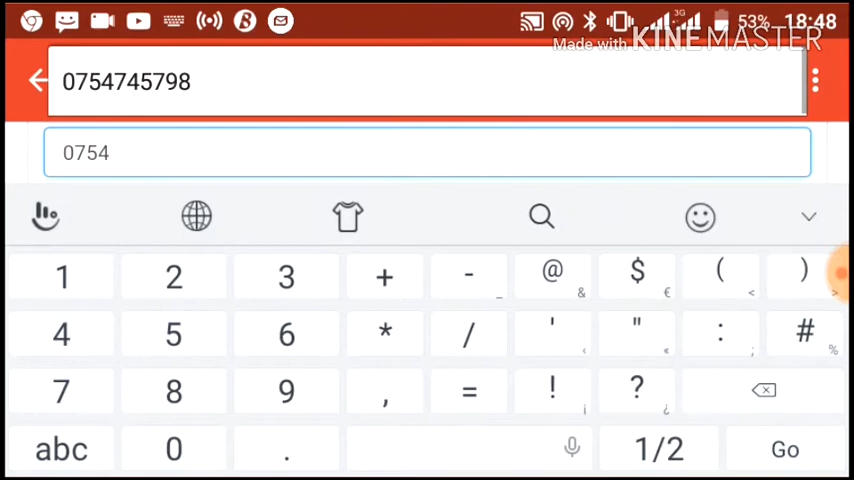 53% 18:48
3G
Made with KINEMASTER
0754745798
0754
1 2 3 + - _ @ & $ € ( < ) >
4 5 6 * / ' " : ; # %
7 8 9 , = ! ¡ ? ¿
abc 0 . 1/2 Go